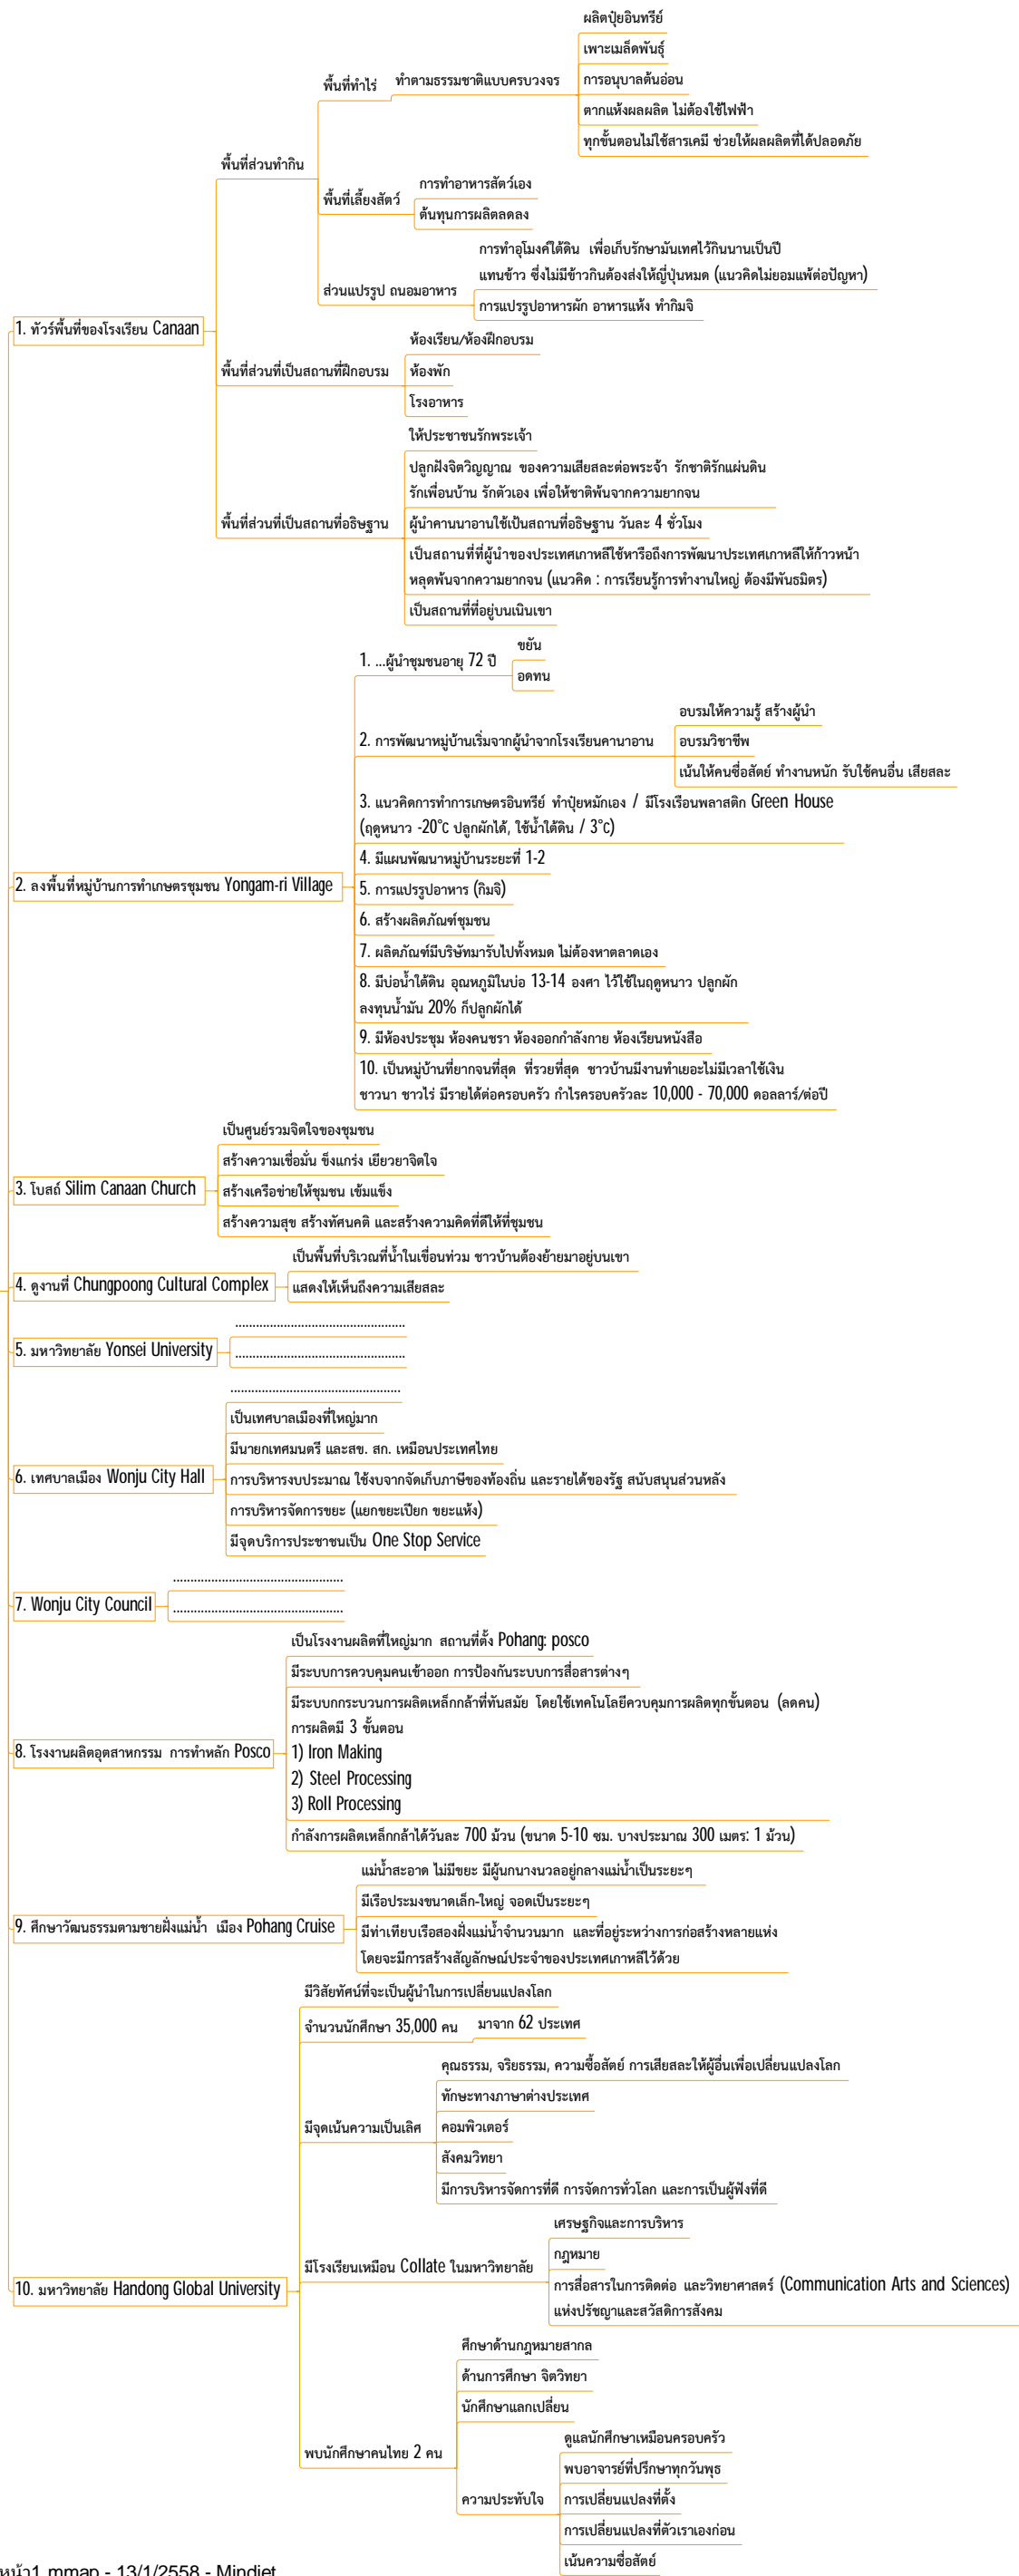 1. ทัวร์พื้นที่ของโรงเรียน Canaan
พื้นที่ส่วนทำกิน
พื้นที่ทำไร่
ทำตามธรรมชาติแบบครบวงจร
ผลิตปุ๋ยอินทรีย์
เพาะเมล็ดพันธุ์
การอนุบาลต้นอ่อน
ตากแห้งผลผลิต ไม่ต้องใช้ไฟฟ้า
ทุกขั้นตอนไม่ใช้สารเคมี ช่วยให้ผลผลิตที่ได้ปลอดภัย
พื้นที่เลี้ยงสัตว์
การทำอาหารสัตว์เอง
ต้นทุนการผลิตลดลง
ส่วนแปรรูป ถนอมอาหาร
การทำอุโมงค์ใต้ดิน เพื่อเก็บรักษามันเทศไว้กินนานเป็นปี
แทนข้าว ซึ่งไม่มีข้าวกินต้องส่งให้ญี่ปุ่นหมด (แนวคิดไม่ยอมแพ้ต่อปัญหา)
การแปรรูปอาหารผัก อาหารแห้ง ทำกิมจิ
พื้นที่ส่วนที่เป็นสถานที่ฝึกอบรม
ห้องเรียน/ห้องฝึกอบรม
ห้องพัก
โรงอาหาร
พื้นที่ส่วนที่เป็นสถานที่อธิษฐาน
ให้ประชาชนรักพระเจ้า
ปลูกฝังจิตวิญญาณ ของความเสียสละต่อพระจ้า รักชาติรักแผ่นดิน
รักเพื่อนบ้าน รักตัวเอง เพื่อให้ชาติพ้นจากความยากจน
ผู้นำคานนาอานใช้เป้นสถานที่อธิษฐาน วันละ 4 ชั่วโมง
เป็นสถานที่ที่ผู้นำของประเทศเกาหลีใช้หารือถึงการพัฒนาประเทศเกาหลีให้ก้าวหน้า
หลุดพ้นจากความยากจน (แนวคิด : การเรียนรู้การทำงานใหญ่ ต้องมีพันธมิตร)
เป็นสถานที่ที่อยู่บนเนินเขา
2. ลงพื้นที่หมู่บ้านการทำเกษตรชุมชน Yongam-ri Village
1. ...ผู้นำชุมชนอายุ 72 ปี
ขยัน
อดทน
2. การพัฒนาหมู่บ้านเริ่มจากผู้นำจากโรงเรียนคานาอาน
อบรมให้ความรู้ สร้างผู้นำ
อบรมวิชาชีพ
เน้นให้คนซื่อสัตย์ ทำงานหนัก รับใช้คนอื่น เสียสละ
3. แนวคิดการทำการเกษตรอินทรีย์ ทำปุ๋ยหมักเอง / มีโรงเรือนพลาสติก Green House
(ฤดูหนาว -20°C ปลูกผักได้, ใช้น้ำใต้ดิน / 3°C)
4. มีแผนพัฒนาหมู่บ้านระยะที่ 1-2
5. การแปรรูปอาหาร (กิมจิ)
6. สร้างผลิตภัณฑ์ชุมชน
7. ผลิตภัณฑ์มีบริษัทมารับไปทั้งหมด ไม่ต้องหาตลาดเอง
8. มีบ่อน้ำใต้ดิน อุณหภูมิในบ่อ 13-14 องศา ไว้ใช้ในฤดูหนาว ปลูกผัก
ลงทุนน้ำมัน 20% ก็ปลูกผักได้
9. มีห้องประชุม ห้องคนชรา ห้องออกกำลังกาย ห้องเรียนหนังสือ
10. เป็นหมู่บ้านที่ยากจนที่สุด ที่รวยที่สุด ชาวบ้านมีงานทำเยอะไม่มีเวลาใช้เงิน
ชาวนา ชาวไร่ มีรายได้ต่อครอบครัว กำไรครอบครัวละ 10,000 - 70,000 ดอลลาร์/ต่อปี
3. โบสถ์ Silim Canaan Church
เป็นศูนย์รวมจิตใจของชุมชน
สร้างความเชื่อมั่น ข็งแกร่ง เยียวยาจิตใจ
สร้างเครือข่ายให้ชุมชน เข้มแข็ง
สร้างความสุข สร้างทัศนคติ และสร้างความคิดที่ดีให้ที่ชุมชน
4. ดูงานที่ Chungpoong Cultural Complex
เป็นพื้นที่บริเวณที่น้ำในเขื่อนท่วม ชาวบ้านต้องย้ายมาอยู่บนเขา
แสดงให้เห็นถึงความเสียสละ
5. มหาวิทยาลัย Yonsei University
.................................................
.................................................
6. เทศบาลเมือง Wonju City Hall
.................................................
เป็นเทศบาลเมืองที่ใหญ่มาก
มีนายกเทศมนตรี และสข. สก. เหมือนประเทศไทย
การบริหารงบประมาณ ใช้งบจากจัดเก็บภาษีของท้องถิ่น และรายได้ของรัฐ สนับสนุนส่วนหลัง
การบริหารจัดการขยะ (แยกขยะเปียก ขยะแห้ง)
มีจุดบริการประชาชนเป็น One Stop Service
7. Wonju City Council
.................................................
.................................................
8. โรงงานผลิตอุตสาหกรรม การทำหลัก Posco
เป็นโรงงานผลิตที่ใหญ่มาก สถานที่ตั้ง Pohang: posco
มีระบบการควบคุมคนเข้าออก การป้องกันระบบการสื่อสารต่างๆ
มีระบบกกระบวนการผลิตเหล็กกล้าที่ทันสมัย โดยใช้เทคโนโลยีควบคุมการผลิตทุกขั้นตอน (ลดคน)
การผลิตมี 3 ขั้นตอน
1) Iron Making
2) Steel Processing
3) Roll Processing
กำลังการผลิตเหล็กกล้าได้วันละ 700 ม้วน (ขนาด 5-10 ซม. บางประมาณ 300 เมตร: 1 ม้วน)
9. ศึกษาวัฒนธรรมตามชายฝั่งแม่น้ำ เมือง Pohang Cruise
แม่น้ำสะอาด ไม่มีขยะ มีผู้นกนางนวลอยู่กลางแม่น้ำเป็นระยะๆ
มีเรือประมงขนาดเล็ก-ใหญ่ จอดเป็นระยะๆ
มีท่าเทียบเรือสองฝั่งแม่น้ำจำนวนมาก และที่อยู่ระหว่างการก่อสร้างหลายแห่ง
โดยจะมีการสร้างสัญลักษณ์ประจำของประเทศเกาหลีไว้ด้วย
10. มหาวิทยาลัย Handong Global University
มีวิสัยทัศน์ที่จะเป็นผู้นำในการเปลี่ยนแปลงโลก
จำนวนนักศึกษา 35,000 คน
มาจาก 62 ประเทศ
มีจุดเน้นความเป็นเลิศ
คุณธรรม, จริยธรรม, ความซื้อสัตย์ การเสียสละให้ผู้อื่นเพื่อเปลี่ยนแปลงโลก
ทักษะทางภาษาต่างประเทศ
คอมพิวเตอร์
สังคมวิทยา
มีการบริหารจัดการที่ดี การจัดการทั่วโลก และการเป็นผู้ฟังที่ดี
มีโรงเรียนเหมือน Collate ในมหาวิทยาลัย
เศรษฐกิจและการบริหาร
กฎหมาย
การสื่อสารในการติดต่อ และวิทยาศาสตร์ (Communication Arts and Sciences)
แห่งปรัชญาและสวัสดิการสังคม
พบนักศึกษาคนไทย 2 คน
ศึกษาด้านกฎหมายสากล
ด้านการศึกษา จิตวิทยา
นักศึกษาแลกเปลี่ยน
ความประทับใจ
ดูแลนักศึกษาเหมือนครอบครัว
พบอาจารย์ที่ปรึกษาทุกวันพุธ
การเปลี่ยนแปลงที่ตั้ง
การเปลี่ยนแปลงที่ตัวเราเองก่อน
เน้นความซื่อสัตย์
หน้า1.mmap - 13/1/2558 - Mindjet